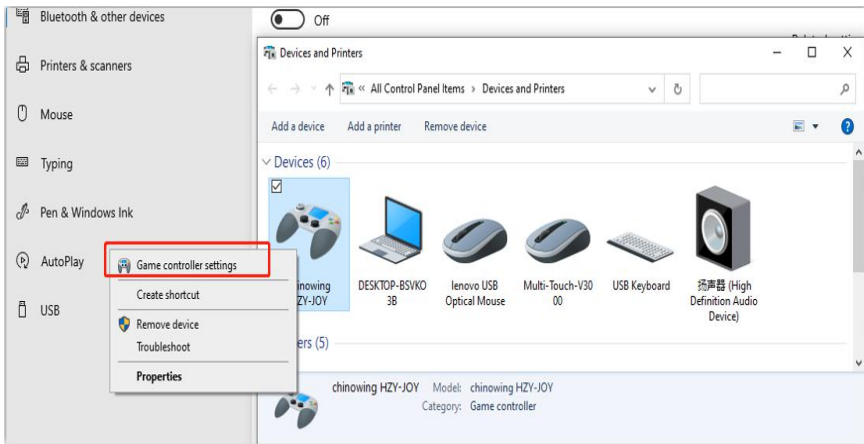 Bluetooth & other devices
Off
Printers & scanners
Mouse
Typing
Pen & Windows Ink
AutoPlay
USB
Devices and Printers
« All Control Panel Items > Devices and Printers
Add a device
Add a printer
Remove device
Devices (6)
inowing
ZY-JOY
DESKTOP-BSVKO
3B
lenovo USB
Optical Mouse
Multi-Touch-V30
00
USB Keyboard
扬声器 (High
Definition Audio
Device)
Game controller settings
Create shortcut
Remove device
Troubleshoot
Properties
ers (5)
chinowing HZY-JOY
Model: chinowing HZY-JOY
Category: Game controller